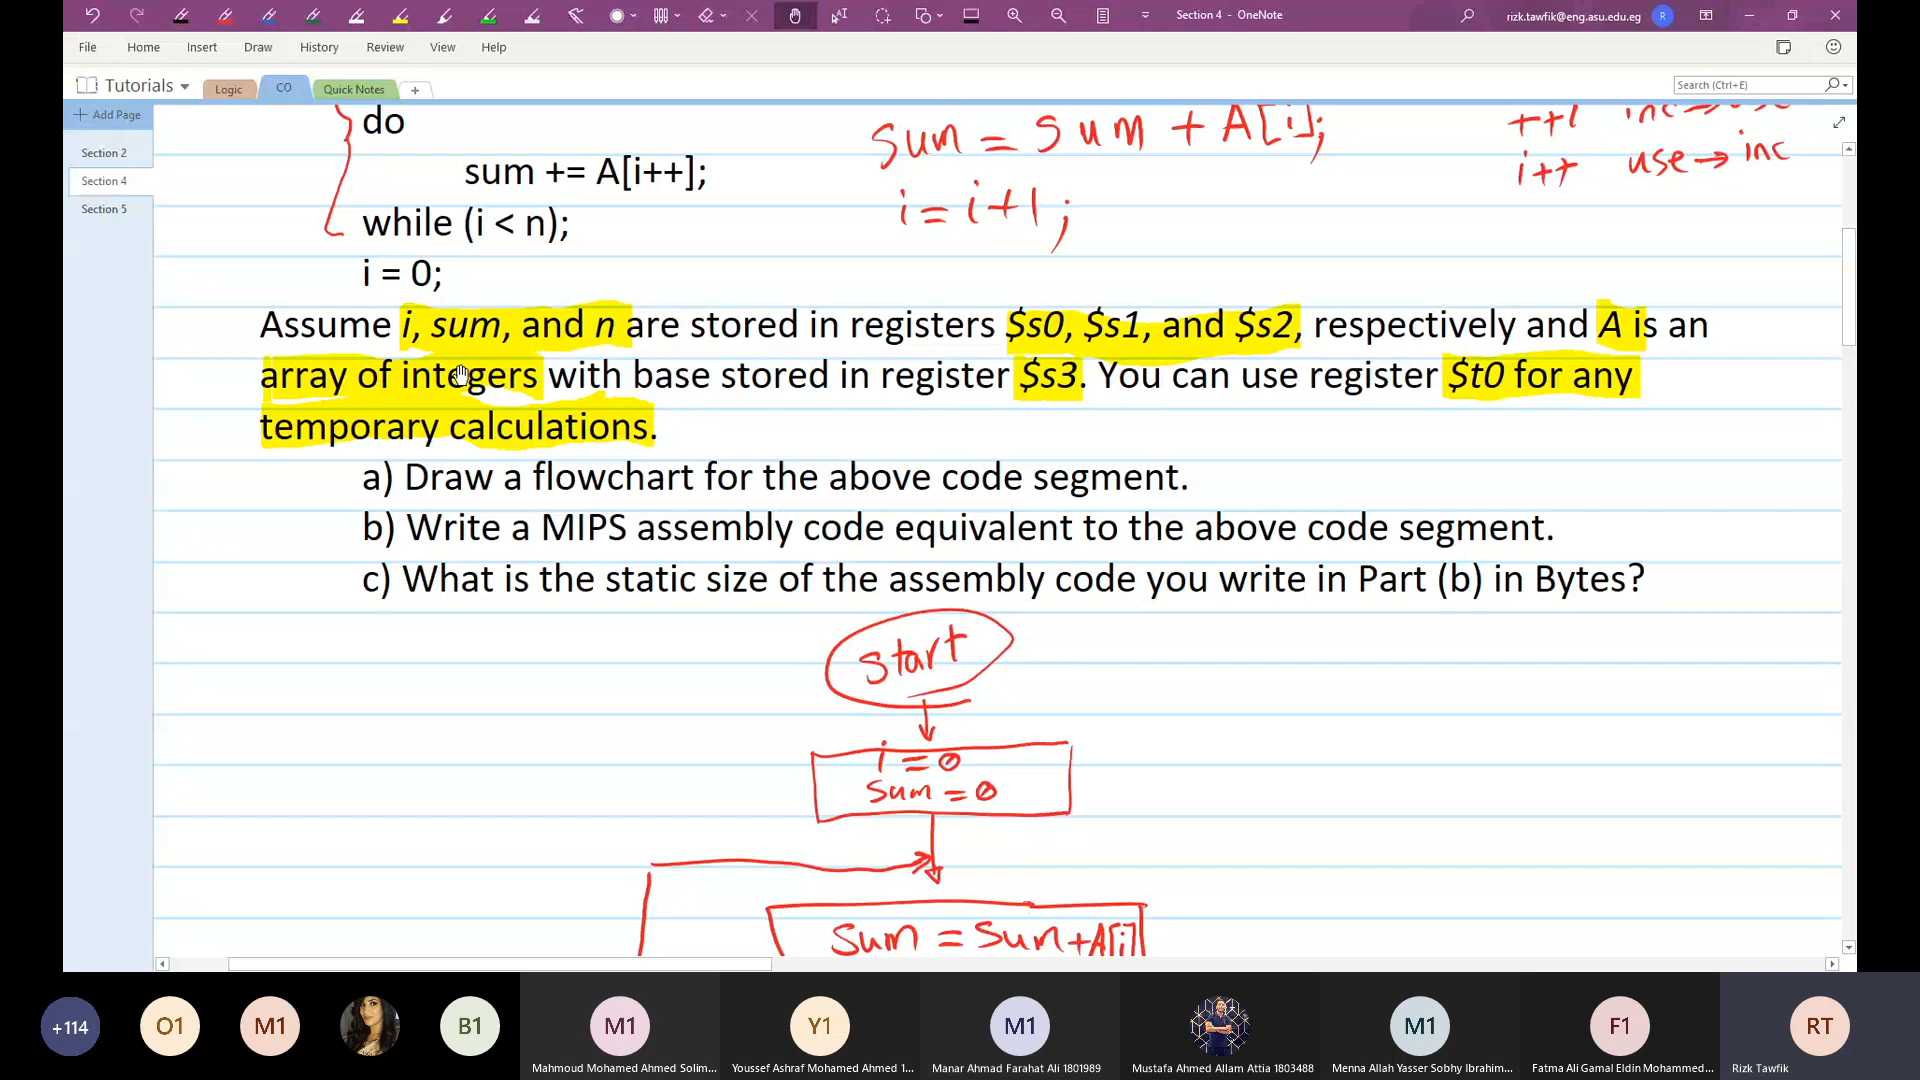 Section 4 - OneNote
rizk.tawfik@eng.asu.edu.eg
R
File Home Insert Draw History Review View Help
Tutorials
Logic
CO
Quick Notes
+
Search (Ctrl+E)
Add Page
Section 2
Section 4
Section 5
do
sum += A[i++];
while (i < n);
i = 0;
sum = sum + A[i];
i = i+1;
++i
i++ use → inc
Assume i, sum, and n are stored in registers $s0, $s1, and $s2, respectively and A is an
array of integers with base stored in register $s3. You can use register $t0 for any
temporary calculations.
a) Draw a flowchart for the above code segment.
b) Write a MIPS assembly code equivalent to the above code segment.
c) What is the static size of the assembly code you write in Part (b) in Bytes?
start
i = 0
sum = 0
sum = sum+A[i]
+114
O1
M1
B1
M1
Y1
M1
M1
F1
RT
Mahmoud Mohamed Ahmed Solim...
Youssef Ashraf Mohamed Ahmed 1...
Manar Ahmad Farahat Ali 1801989
Mustafa Ahmed Allam Attia 1803488
Menna Allah Yasser Sobhy Ibrahim...
Fatma Ali Gamal Eldin Mohammed...
Rizk Tawfik